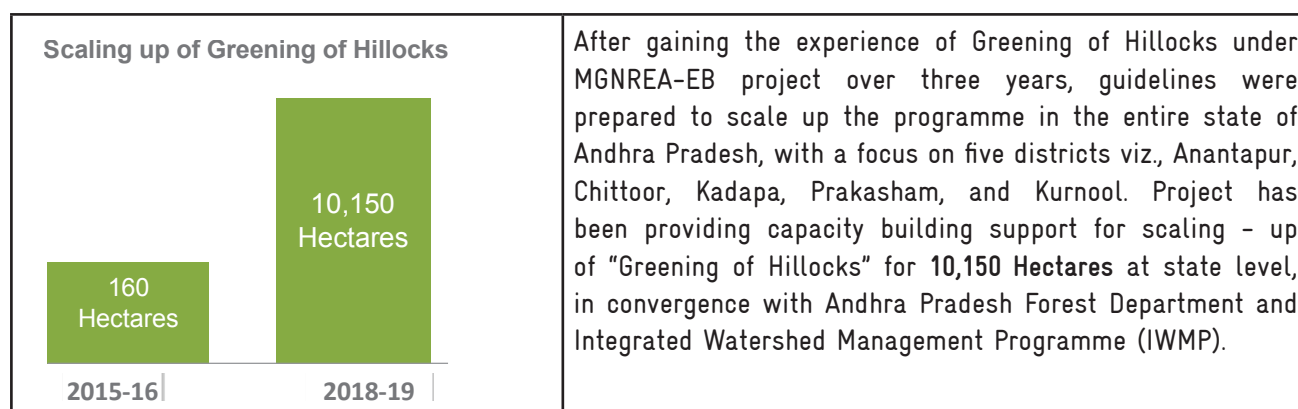 Scaling up of Greening of Hillocks
160
Hectares
10,150
Hectares
2015-16
2018-19
After gaining the experience of Greening of Hillocks under
MGNREA-EB project over three years, guidelines were
prepared to scale up the programme in the entire state of
Andhra Pradesh, with a focus on five districts viz., Anantapur,
Chittoor, Kadapa, Prakasham, and Kurnool. Project has
been providing capacity building support for scaling - up
of "Greening of Hillocks" for 10,150 Hectares at state level,
in convergence with Andhra Pradesh Forest Department and
Integrated Watershed Management Programme (IWMP).